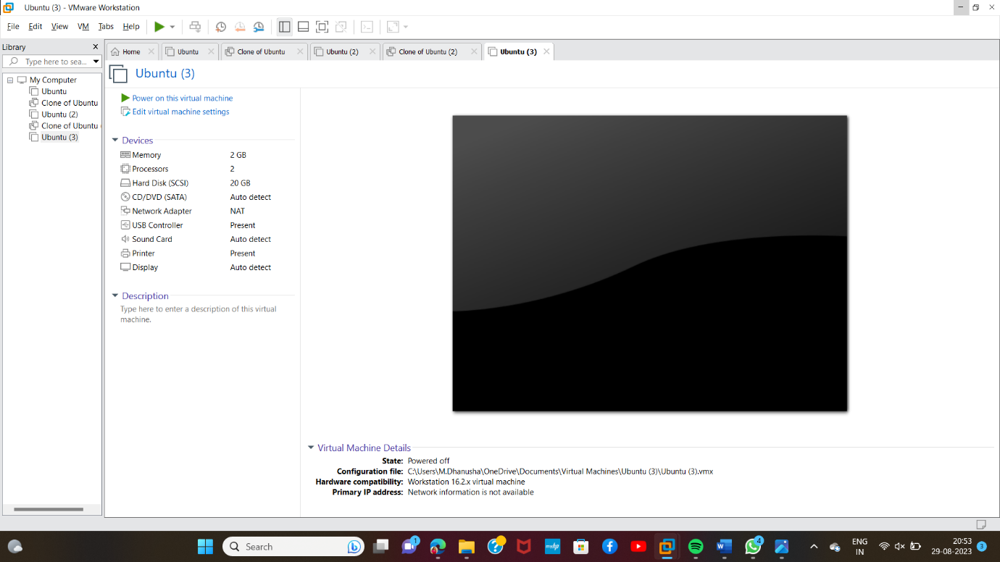 Ubuntu (3) - VMware Workstation
File Edit View VM Tabs Help
Library
Type here to sea...
My Computer
Ubuntu
Clone of Ubuntu
Ubuntu (2)
Clone of Ubuntu
Ubuntu (3)
Home Ubuntu Clone of Ubuntu Ubuntu (2) Clone of Ubuntu (2) Ubuntu (3)
Ubuntu (3)
Power on this virtual machine
Edit virtual machine settings
Devices
Memory 2 GB
Processors 2
Hard Disk (SCSI) 20 GB
CD/DVD (SATA) Auto detect
Network Adapter NAT
USB Controller Present
Sound Card Auto detect
Printer Present
Display Auto detect
Description
Type here to enter a description of this virtual
machine.
Virtual Machine Details
State: Powered off
Configuration file: C:\Users\M.Dhanusha\OneDrive\Documents\Virtual Machines\Ubuntu (3)\Ubuntu (3).vmx
Hardware compatibility: Workstation 16.2.x virtual machine
Primary IP address: Network information is not available
Search
1
myhp
4
ENG
IN
20:53
29-08-2023
3